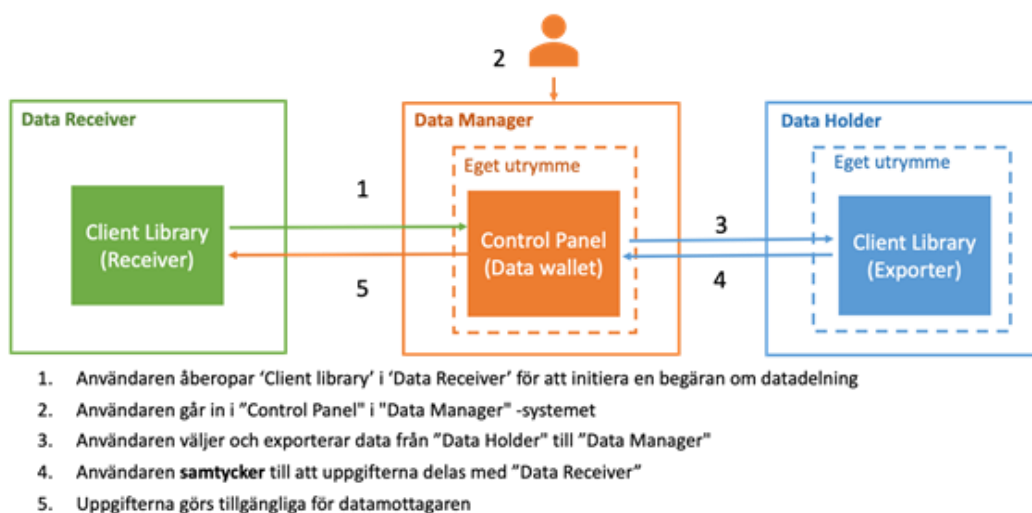 2
Data Receiver
Data Manager
Data Holder
Eget utrymme
Eget utrymme
1
Client Library
(Receiver)
Control Panel
(Data wallet)
3
Client Library
(Exporter)
5
4
1. Användaren åberopar ‘Client library’ i ‘Data Receiver’ för att initiera en begäran om datadelning
2. Användaren går in i ”Control Panel" i "Data Manager" -systemet
3. Användaren väljer och exporterar data från ”Data Holder" till ”Data Manager"
4. Användaren samtycker till att uppgifterna delas med ”Data Receiver”
5. Uppgifterna görs tillgängliga för datamottagaren